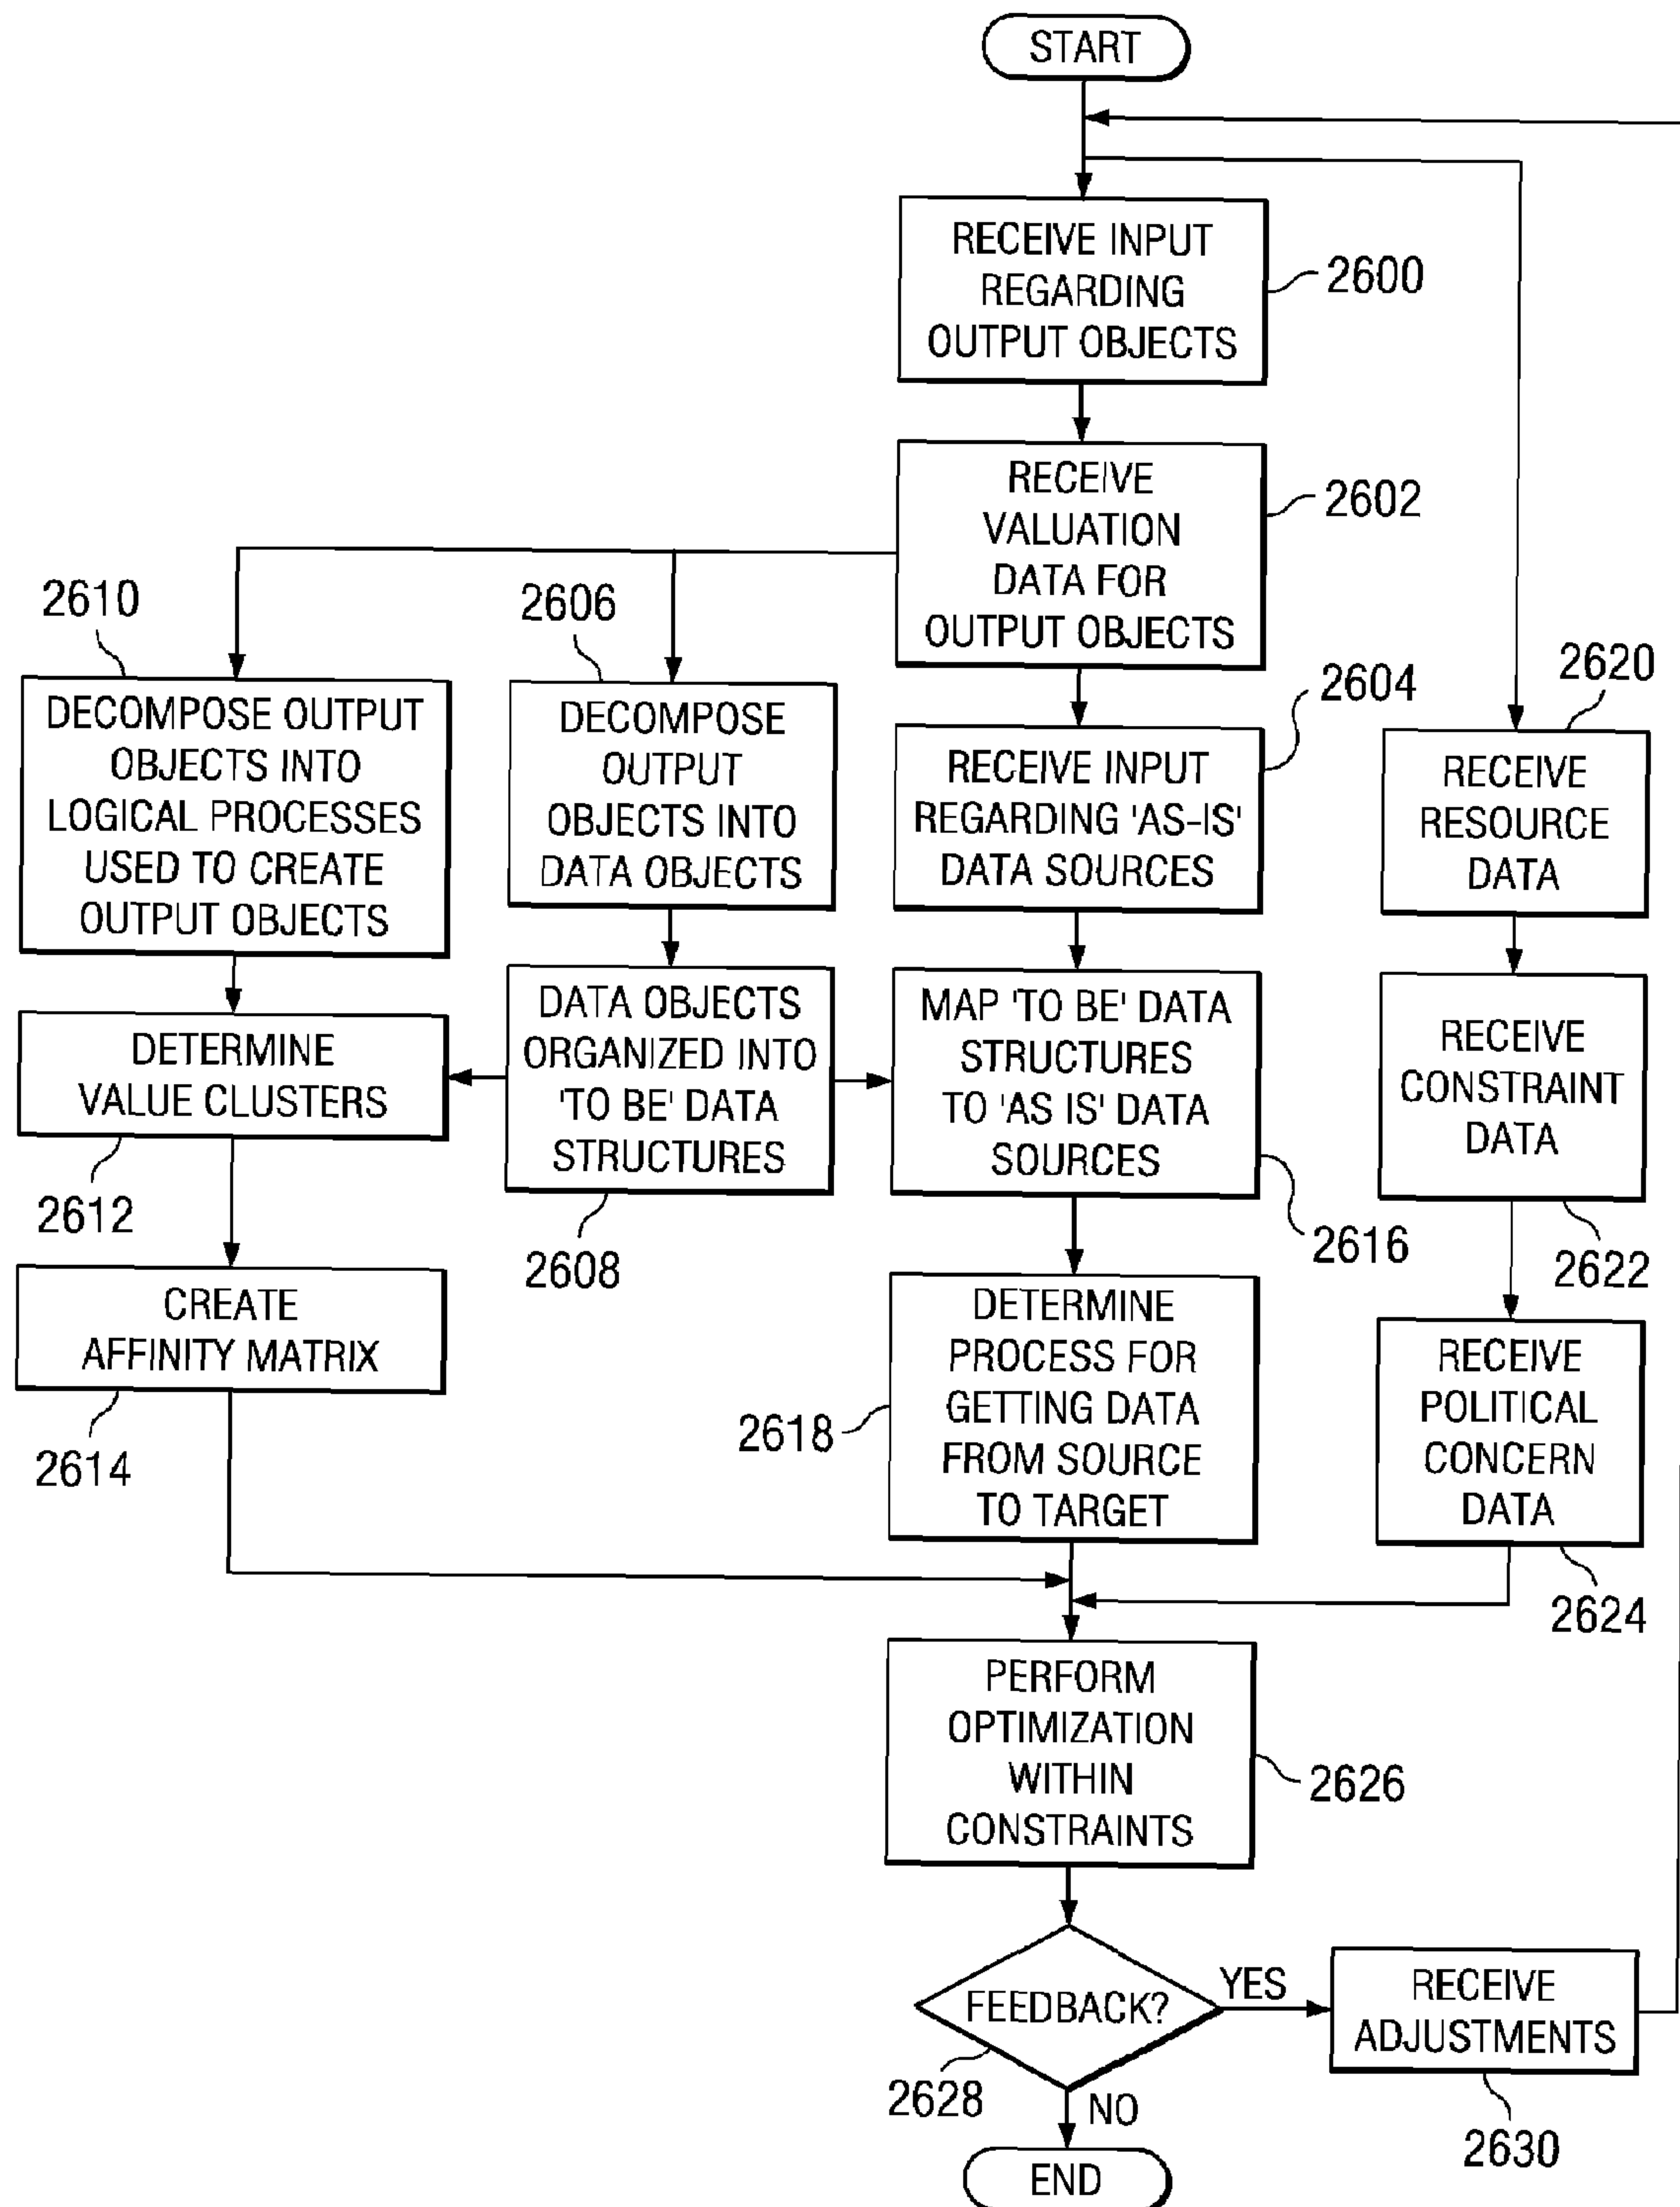 START
RECEIVE INPUT
REGARDING
OUTPUT OBJECTS
2600
RECEIVE
VALUATION
DATA FOR
OUTPUT OBJECTS
2602
2610
DECOMPOSE OUTPUT
OBJECTS INTO
LOGICAL PROCESSES
USED TO CREATE
OUTPUT OBJECTS
2606
DECOMPOSE
OUTPUT
OBJECTS INTO
DATA OBJECTS
2604
RECEIVE INPUT
REGARDING 'AS-IS'
DATA SOURCES
2620
RECEIVE
RESOURCE
DATA
DETERMINE
VALUE CLUSTERS
2612
DATA OBJECTS
ORGANIZED INTO
'TO BE' DATA
STRUCTURES
2608
MAP 'TO BE' DATA
STRUCTURES
TO 'AS IS' DATA
SOURCES
2616
RECEIVE
CONSTRAINT
DATA
2622
CREATE
AFFINITY MATRIX
2614
DETERMINE
PROCESS FOR
GETTING DATA
FROM SOURCE
TO TARGET
2618
RECEIVE
POLITICAL
CONCERN
DATA
2624
PERFORM
OPTIMIZATION
WITHIN
CONSTRAINTS
2626
FEEDBACK?
2628
YES
RECEIVE
ADJUSTMENTS
2630
NO
END